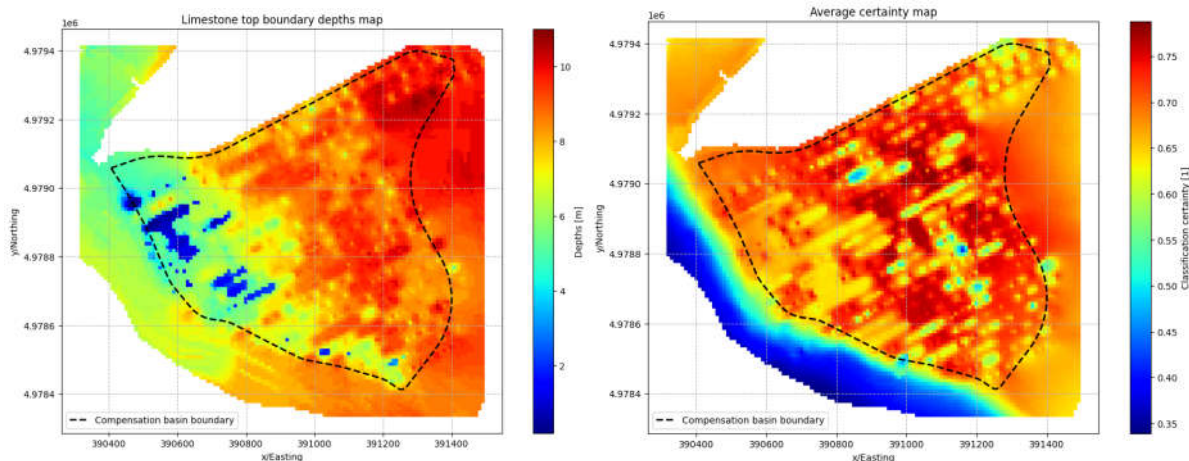 Limestone top boundary depths map
1e6
4.9794
4.9792
4.9790
4.9788
4.9786
4.9784
y/Northing
390400 390600 390800 391000 391200 391400
x/Easting
Compensation basin boundary
10
8
6
4
2
Depths [m]
Average certainty map
1e6
4.9794
4.9792
4.9790
4.9788
4.9786
4.9784
y/Northing
390400 390600 390800 391000 391200 391400
x/Easting
Compensation basin boundary
0.75
0.70
0.65
0.60
0.55
0.50
0.45
0.40
0.35
Classification certainty [1]